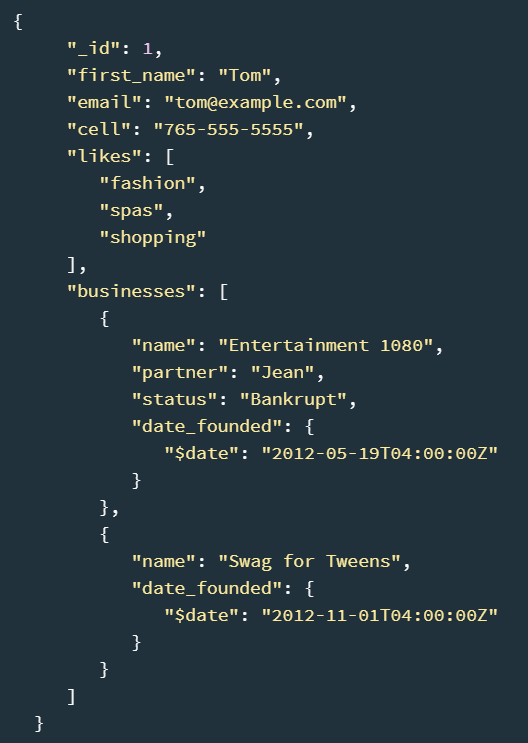 {
     "_id": 1,
     "first_name": "Tom",
     "email": "tom@example.com",
     "cell": "765-555-5555",
     "likes": [
        "fashion",
        "spas",
        "shopping"
     ],
     "businesses": [
        {
           "name": "Entertainment 1080",
           "partner": "Jean",
           "status": "Bankrupt",
           "date_founded": {
              "$date": "2012-05-19T04:00:00Z"
           }
        },
        {
           "name": "Swag for Tweens",
           "date_founded": {
              "$date": "2012-11-01T04:00:00Z"
           }
        }
     ]
  }